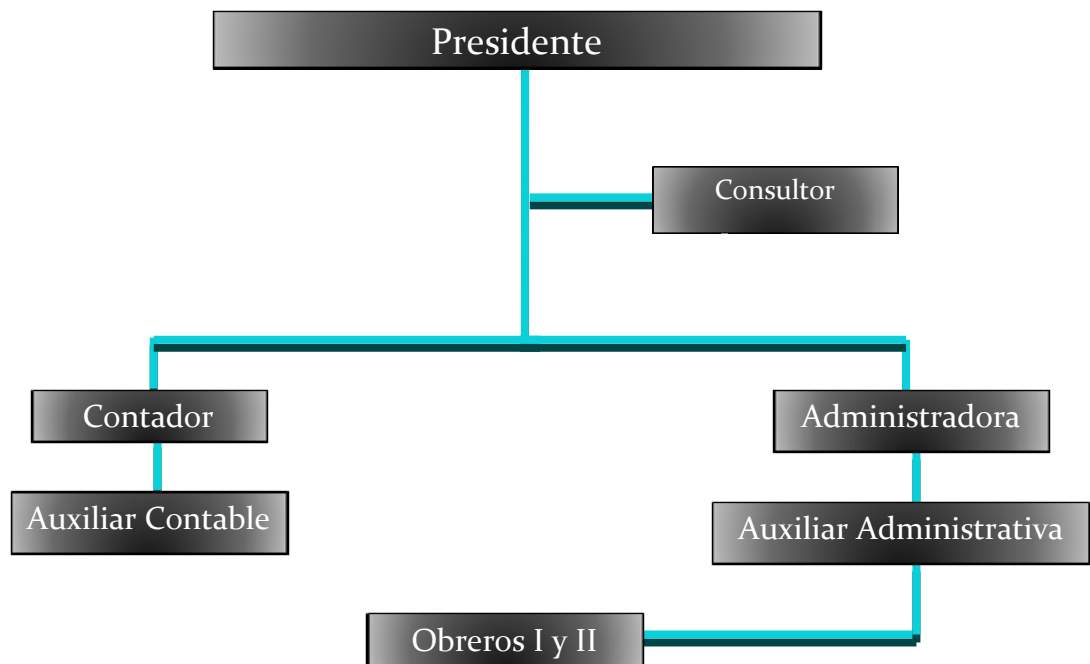 Presidente
Consultor
Contador
Administradora
Auxiliar Contable
Auxiliar Administrativa
Obreros I y II